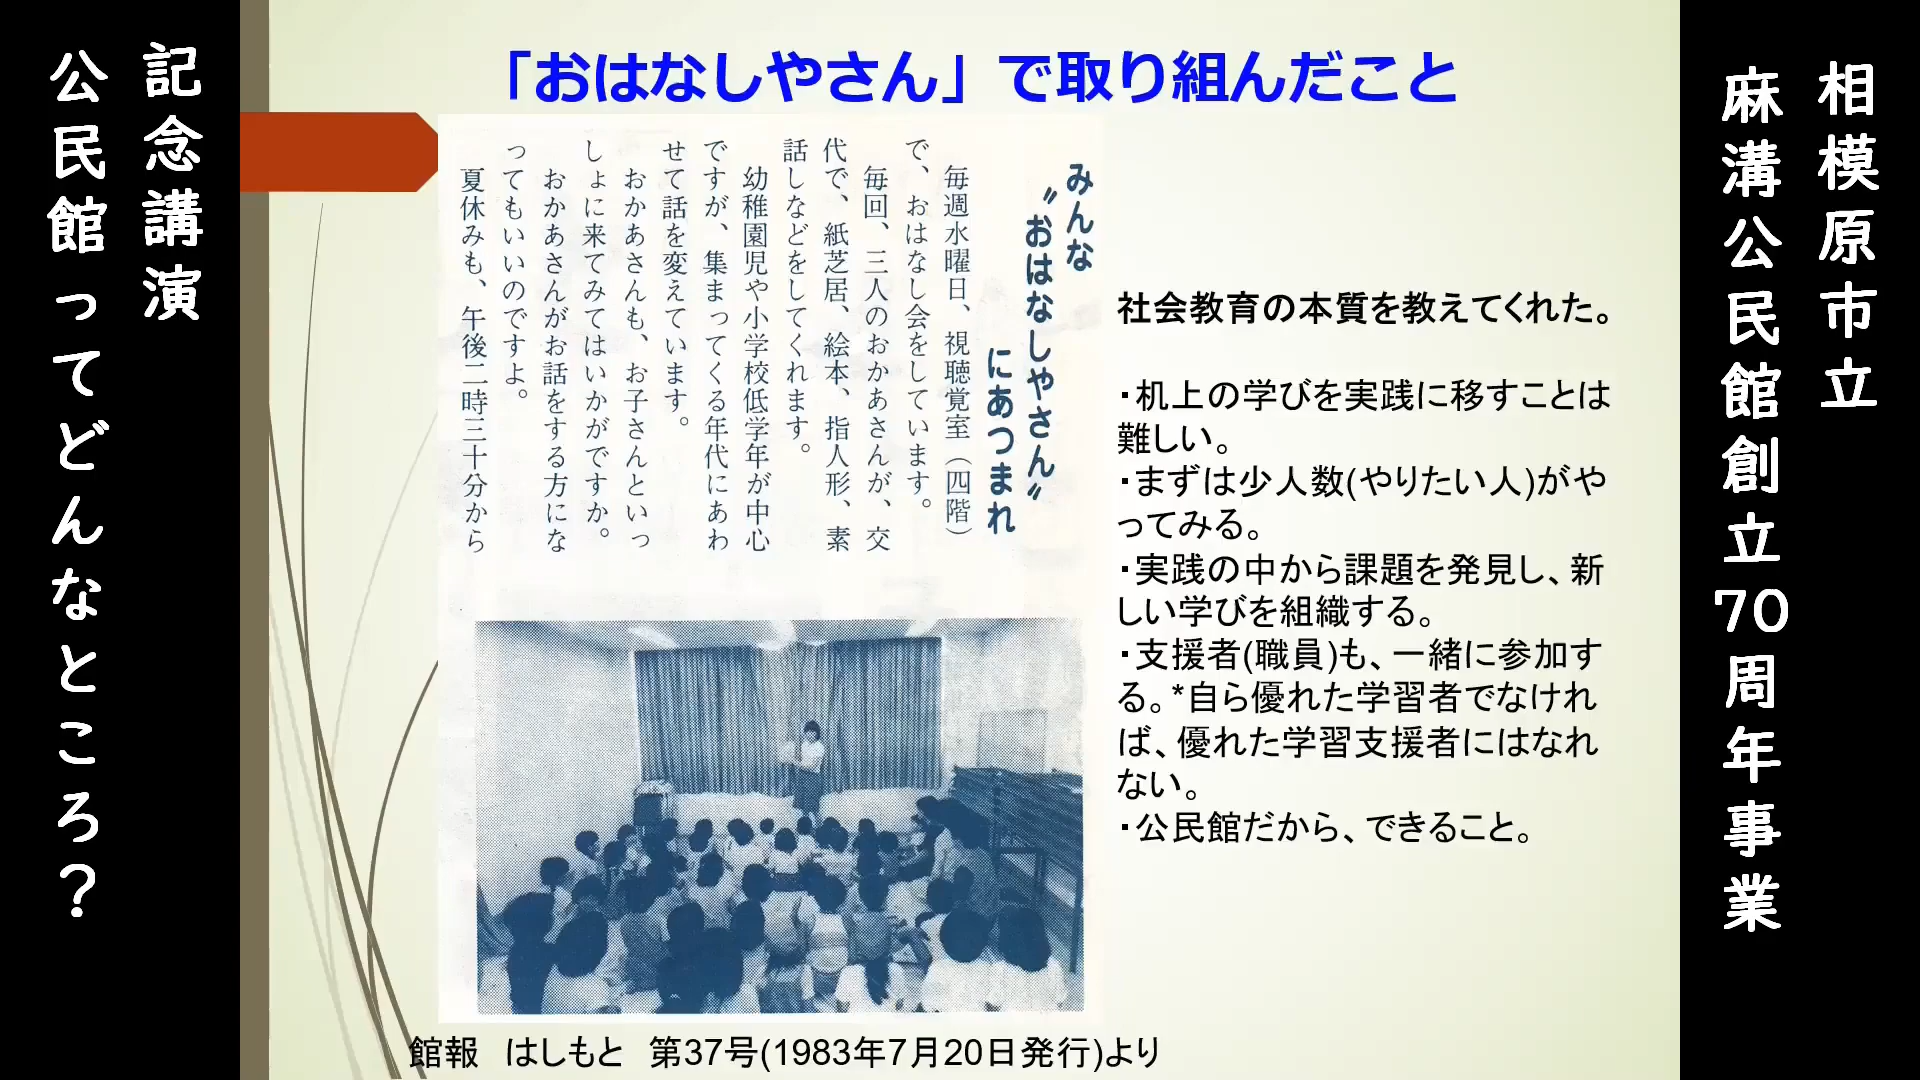 相模原市立
麻溝公民館創立70周年事業
「おはなしやさん」で取り組んだこと
みんな
〝おはなしやさん〟
にあつまれ
毎週水曜日、視聴覚室（四階）
で、おはなし会をしています。
毎回、三人のおかあさんが、交
代で、紙芝居、絵本、指人形、素
話しなどをしてくれます。
幼稚園児や小学校低学年が中心
ですが、集まってくる年代にあわ
せて話を変えています。
おかあさんも、お子さんといっ
しょに来てみてはいかがですか。
おかあさんがお話をする方にな
ってもいいのですよ。
夏休みも、午後二時三十分から
社会教育の本質を教えてくれた。
・机上の学びを実践に移すことは
難しい。
・まずは少人数(やりたい人)がや
ってみる。
・実践の中から課題を発見し、新
しい学びを組織する。
・支援者(職員)も、一緒に参加す
る。*自ら優れた学習者でなけれ
ば、優れた学習支援者にはなれ
ない。
・公民館だから、できること。
館報　はしもと　第37号(1983年7月20日発行)より
記念講演
公民館ってどんなところ？